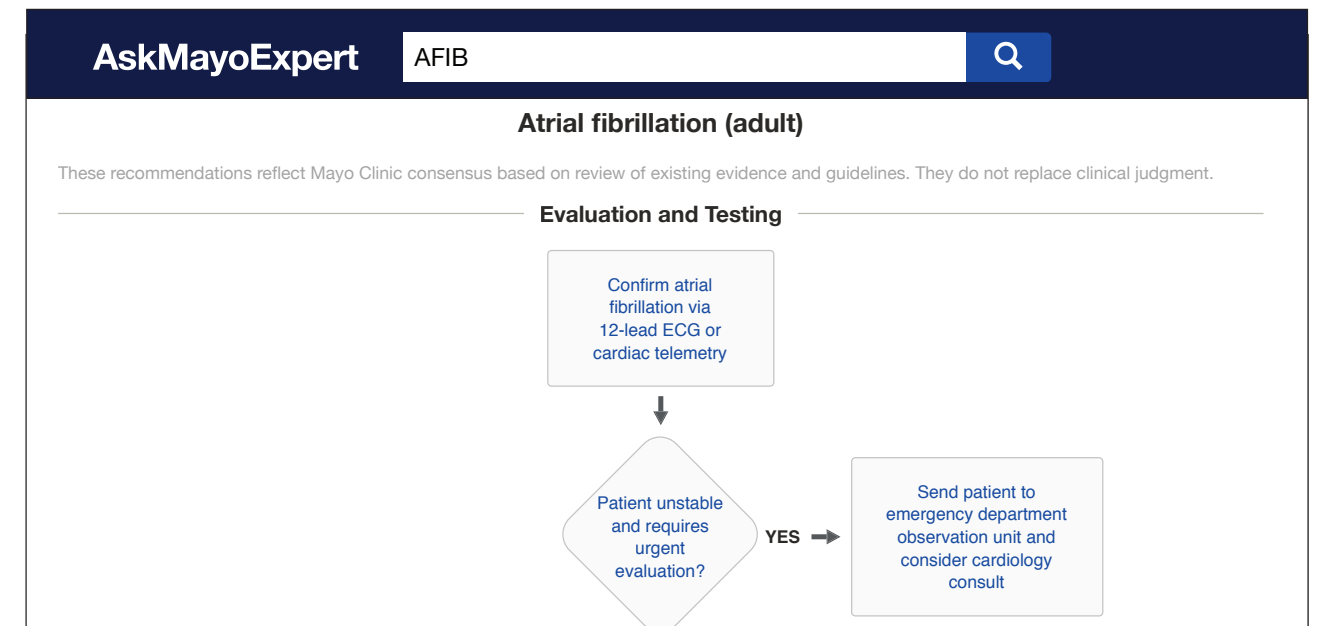 AskMayoExpert
AFIB
Atrial fibrillation (adult)
These recommendations reflect Mayo Clinic consensus based on review of existing evidence and guidelines. They do not replace clinical judgment.
Evaluation and Testing
Confirm atrial
fibrillation via
12-lead ECG or
cardiac telemetry
Patient unstable
and requires
urgent
evaluation?
YES
Send patient to
emergency department
observation unit and
consider cardiology
consult